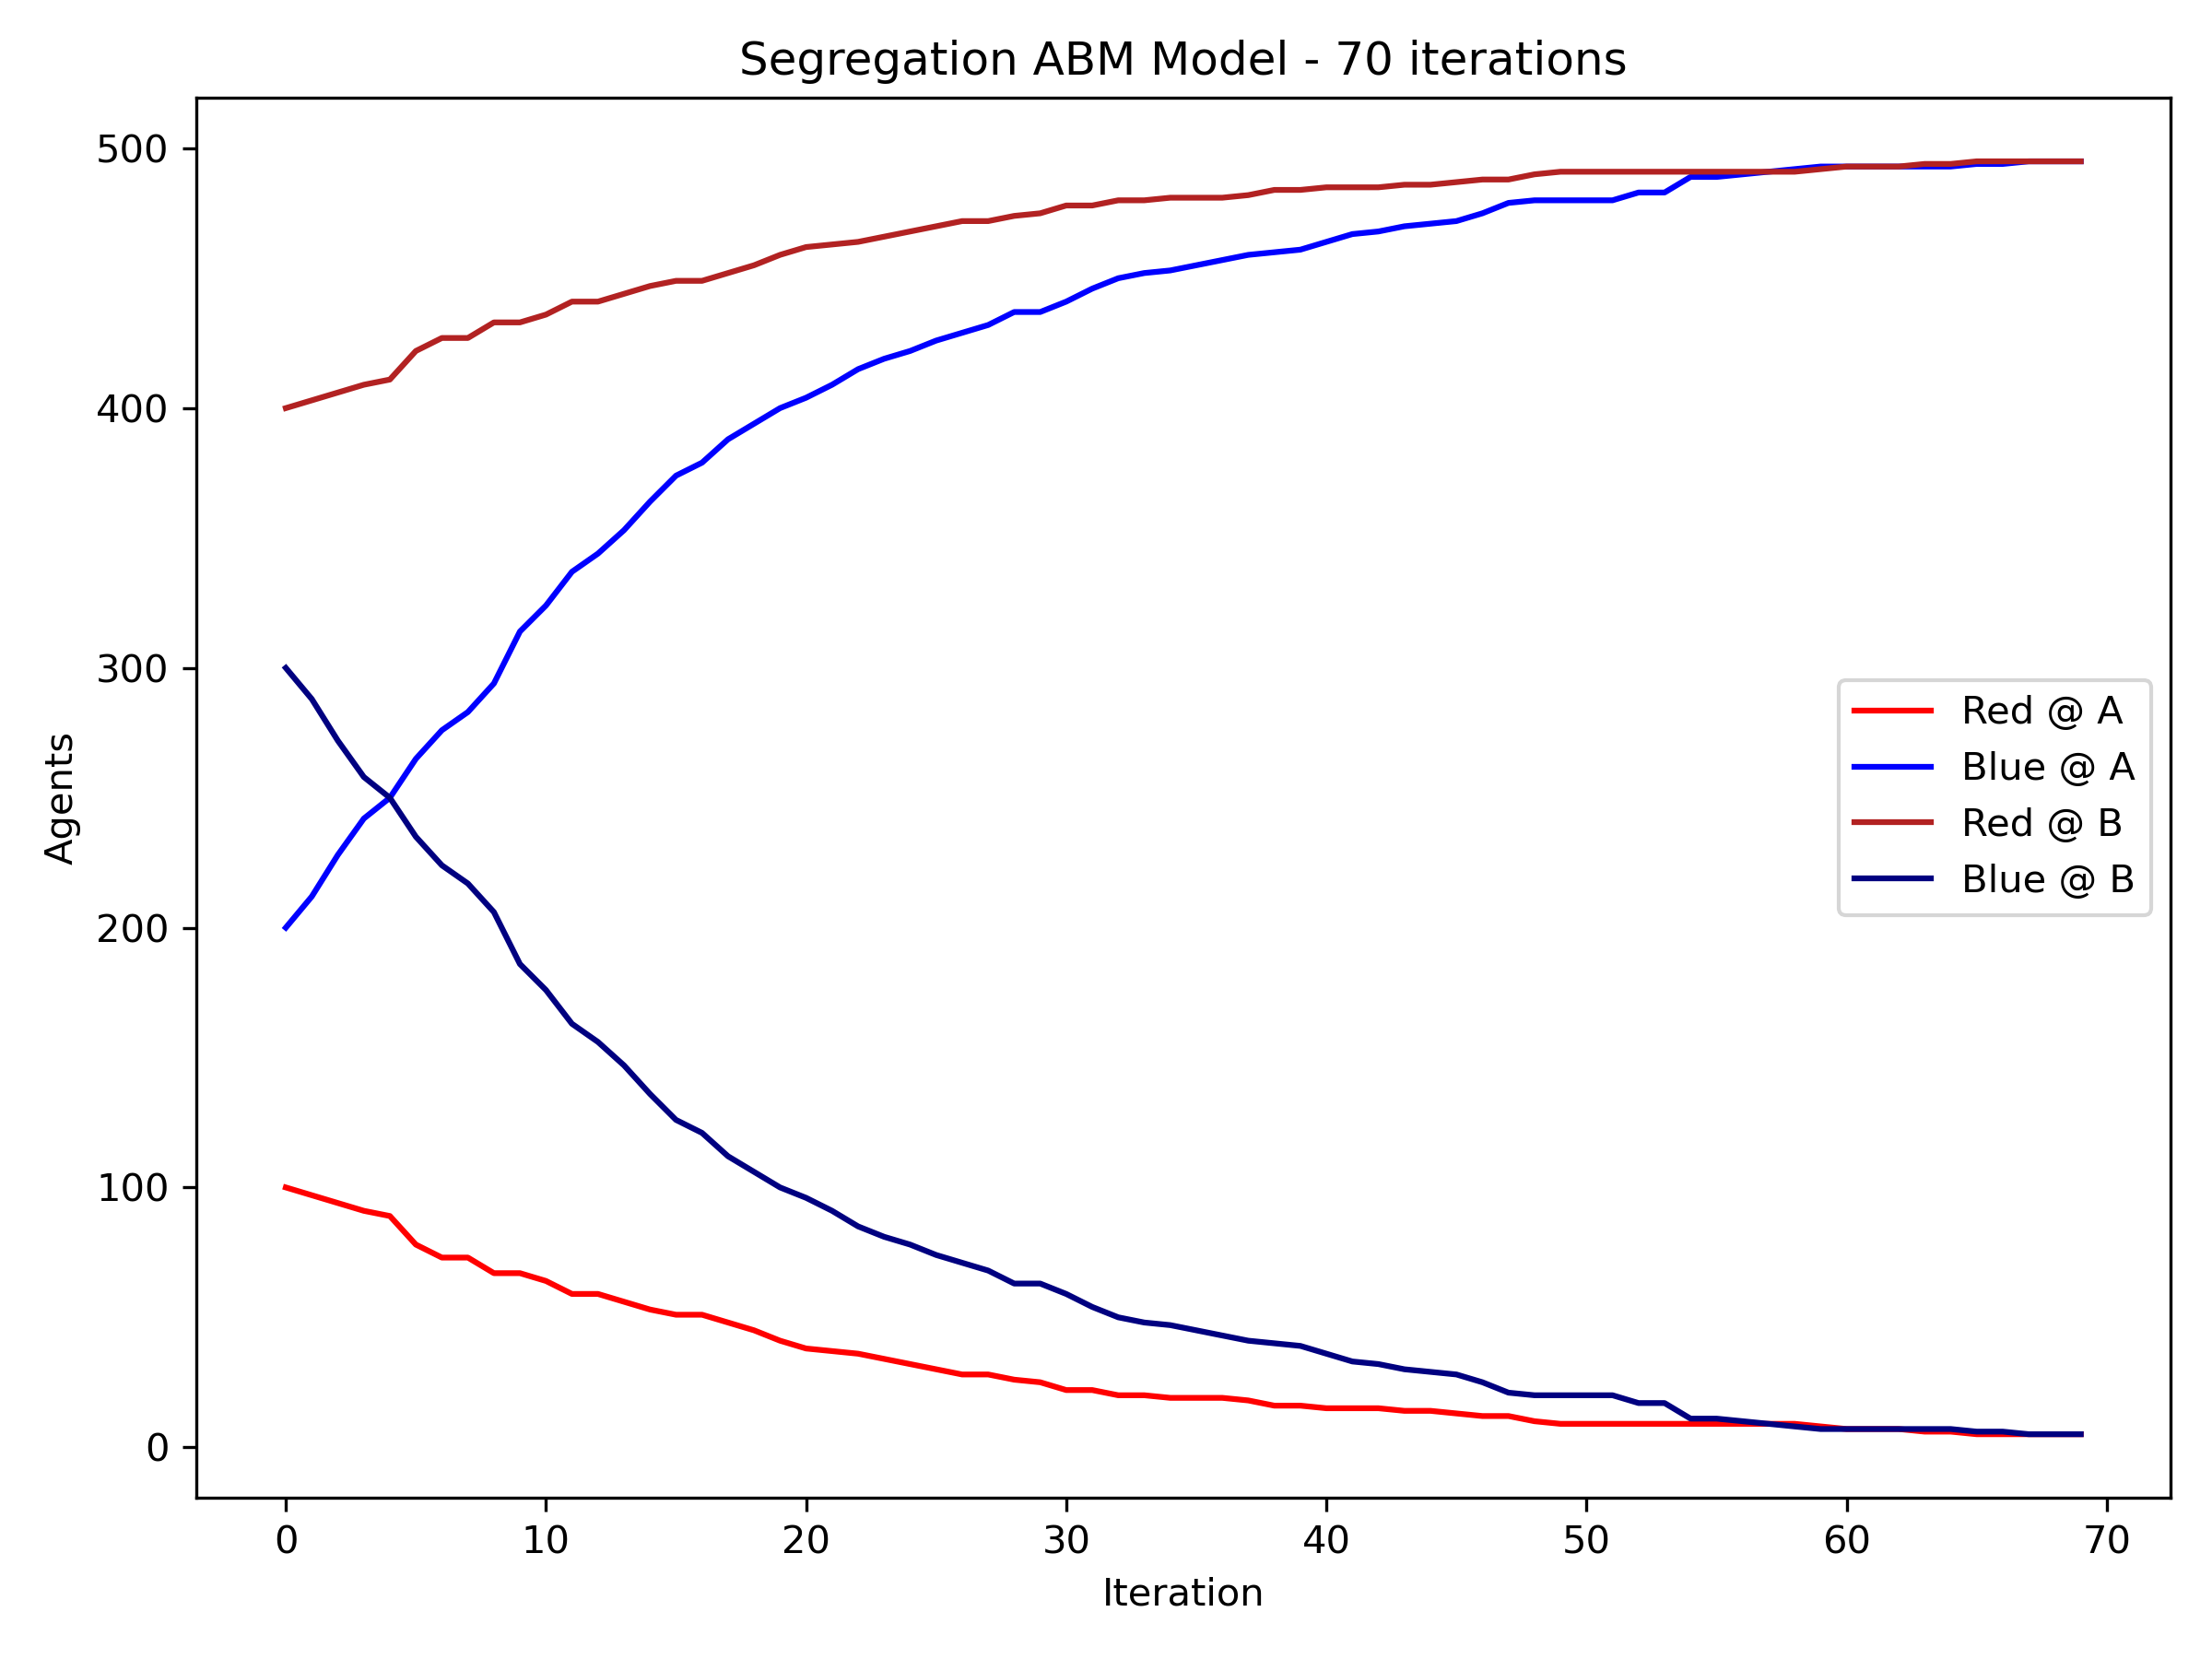 Segregation ABM Model - 70 iterations
500
400
300
200
100
0
Agents
Red @ A
Blue @ A
Red @ B
Blue @ B
0 10 20 30 40 50 60 70
Iteration